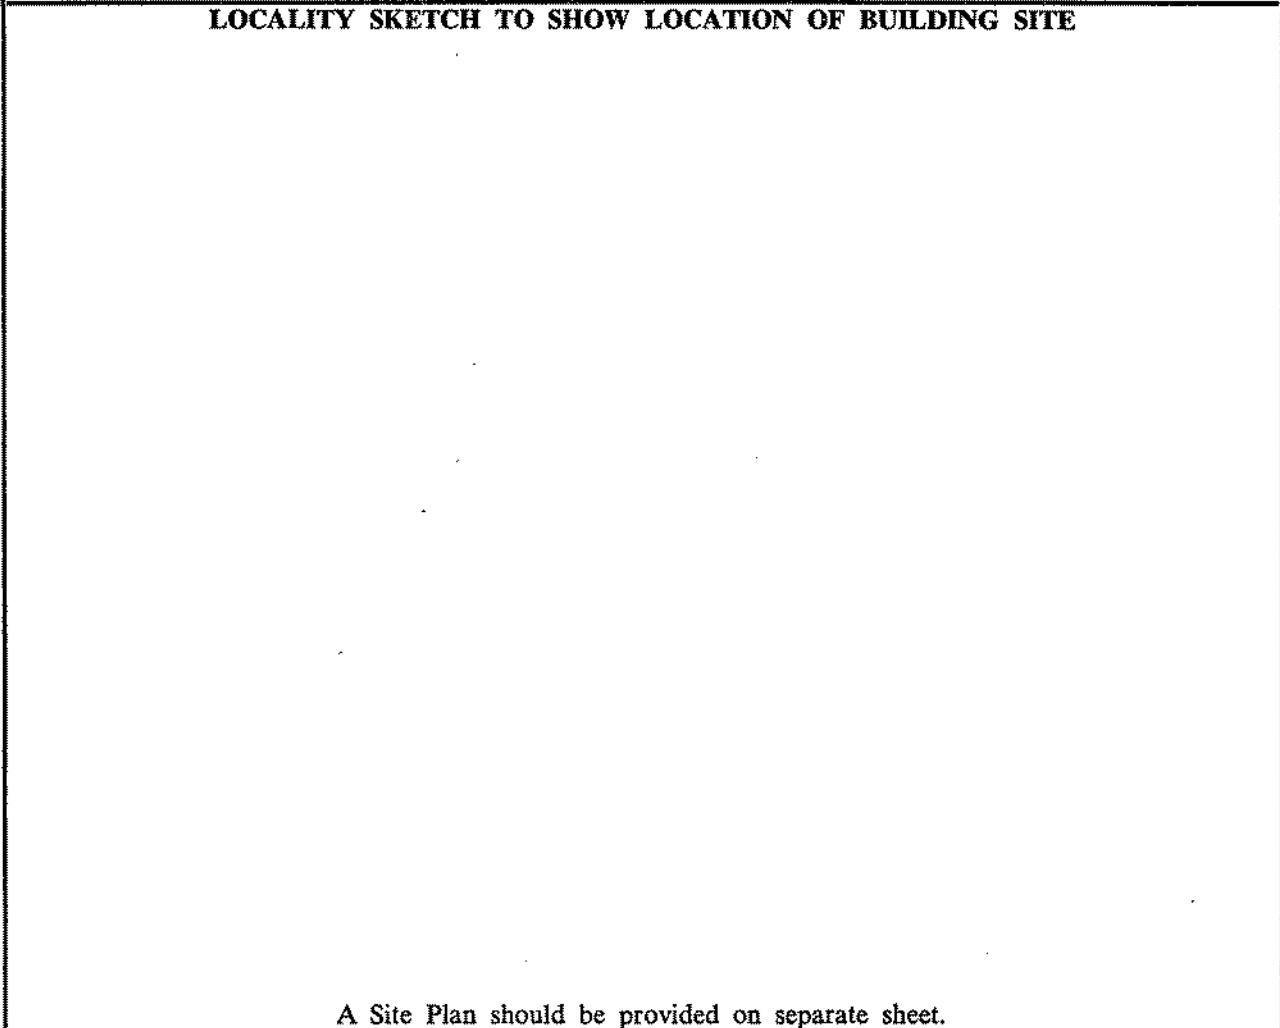 LOCALITY SKETCH TO SHOW LOCATION OF BUILDING SITE
A Site Plan should be provided on separate sheet.